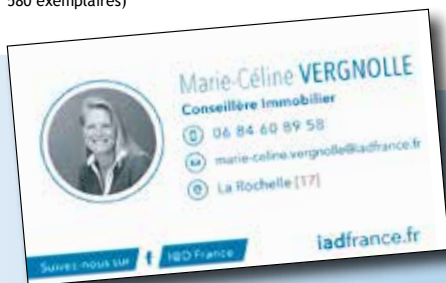 580 exemplaires)
Marie-Céline VERGNOLLE
Conseillère Immobilier
06 84 60 89 58
marie-celine.vergnolle@iadfrance.fr
La Rochelle [17]
Suivez-nous sur f IAD France
iadfrance.fr